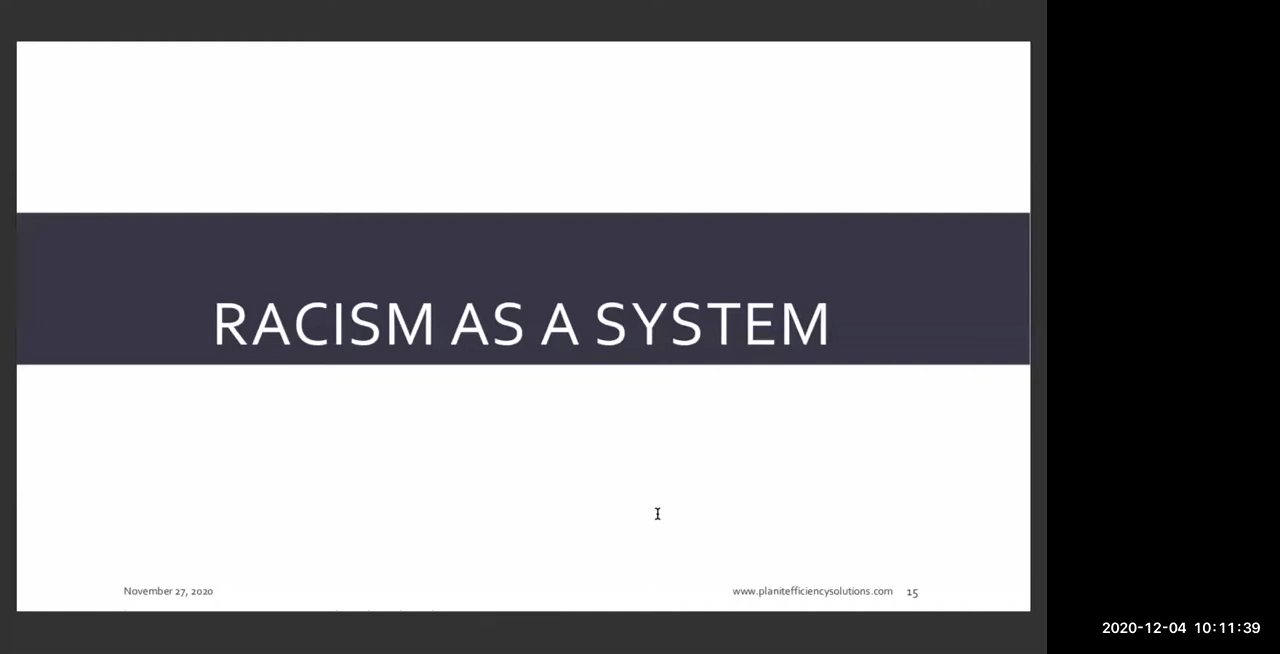 RACISM AS A SYSTEM
November 27, 2020
www.planitefficiencysolutions.com 15
2020-12-04 10:11:39